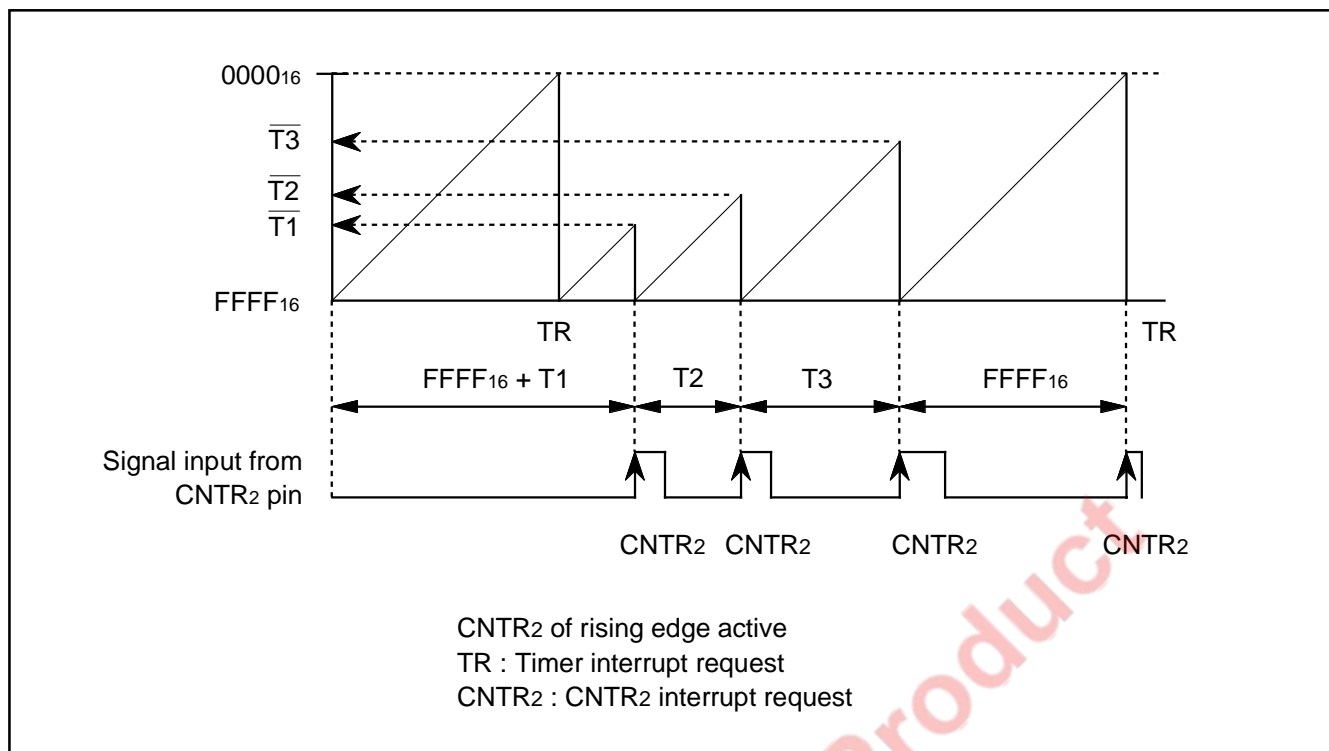 0000₁₆
T3
T2
T1
FFFF₁₆
TR TR
FFFF₁₆ + T1 T2 T3 FFFF₁₆
Signal input from
CNTR₂ pin
CNTR₂ CNTR₂ CNTR₂ CNTR₂
CNTR₂ of rising edge active
TR : Timer interrupt request
CNTR₂ : CNTR₂ interrupt request
Product